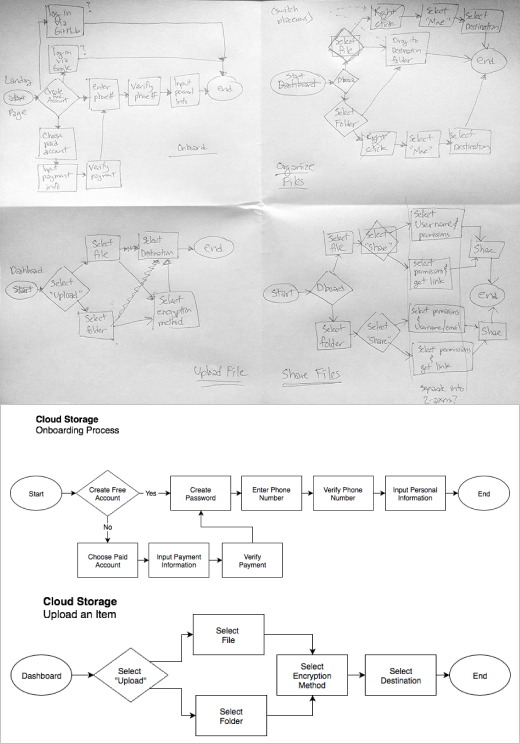 Log-in
via
GitHub
?
Log-in
via
Google
?
Landing
Start
Page
Create
Free
Account
Enter
phone#
Verify
phone#
Input
personal
info
end
Choose
paid
account
Input
payment
info
Verify
payment
Onboard
(switch
Right
click
Select
"Move"
Select
Destination
Select
File
Drag to
Destination
folder
end
Start
Dashboard
Dboard
Select
Folder
Right
click
Select
"Move"
Select
Destination
Organize
Files
Dashboard
Start
Select
"Upload"
Select
File
Select
Destination
end
Select
folder
Select
encryption
method
Upload File
Start
Dboard
Select
file
Select
"Share"
Select
Username/
permissions
select
permissions/
get link
Share
end
Select
folder
Select
"Share"
Select permissions
&
Username/email
Select permissions
&
get link
Share
Share Files
Separate into
2-axns?
Cloud Storage
Onboarding Process
Start
Create Free
Account
Yes
No
Create
Password
Enter Phone
Number
Verify Phone
Number
Input Personal
Information
End
Choose Paid
Account
Input Payment
Information
Verify
Payment
Cloud Storage
Upload an Item
Dashboard
Select
"Upload"
Select
File
Select
Folder
Select
Encryption
Method
Select
Destination
End